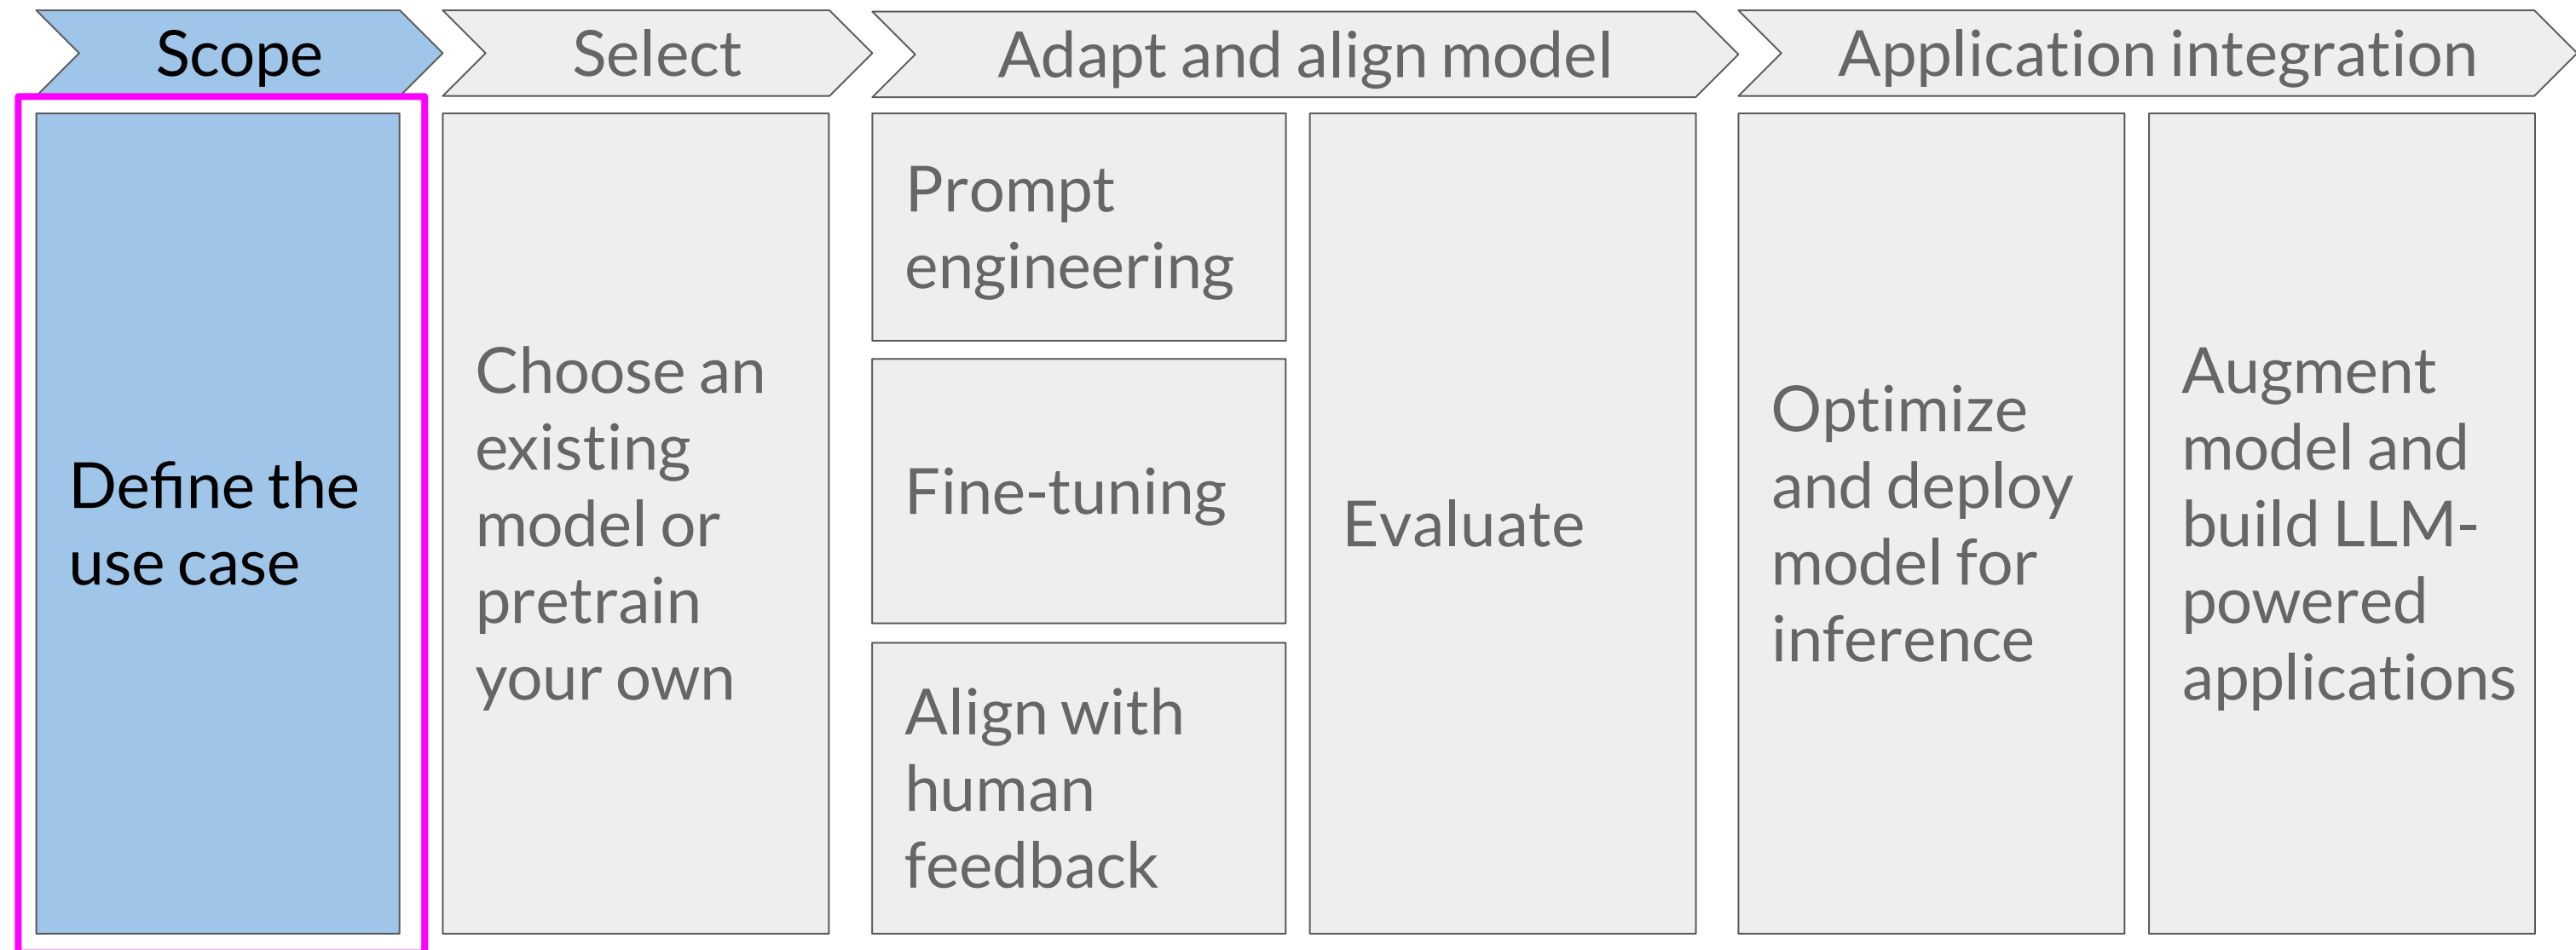 Scope
Select
Adapt and align model
Application integration
Define the
use case
Choose an
existing
model or
pretrain
your own
Prompt
engineering
Fine-tuning
Align with
human
feedback
Evaluate
Optimize
and deploy
model for
inference
Augment
model and
build LLM-
powered
applications